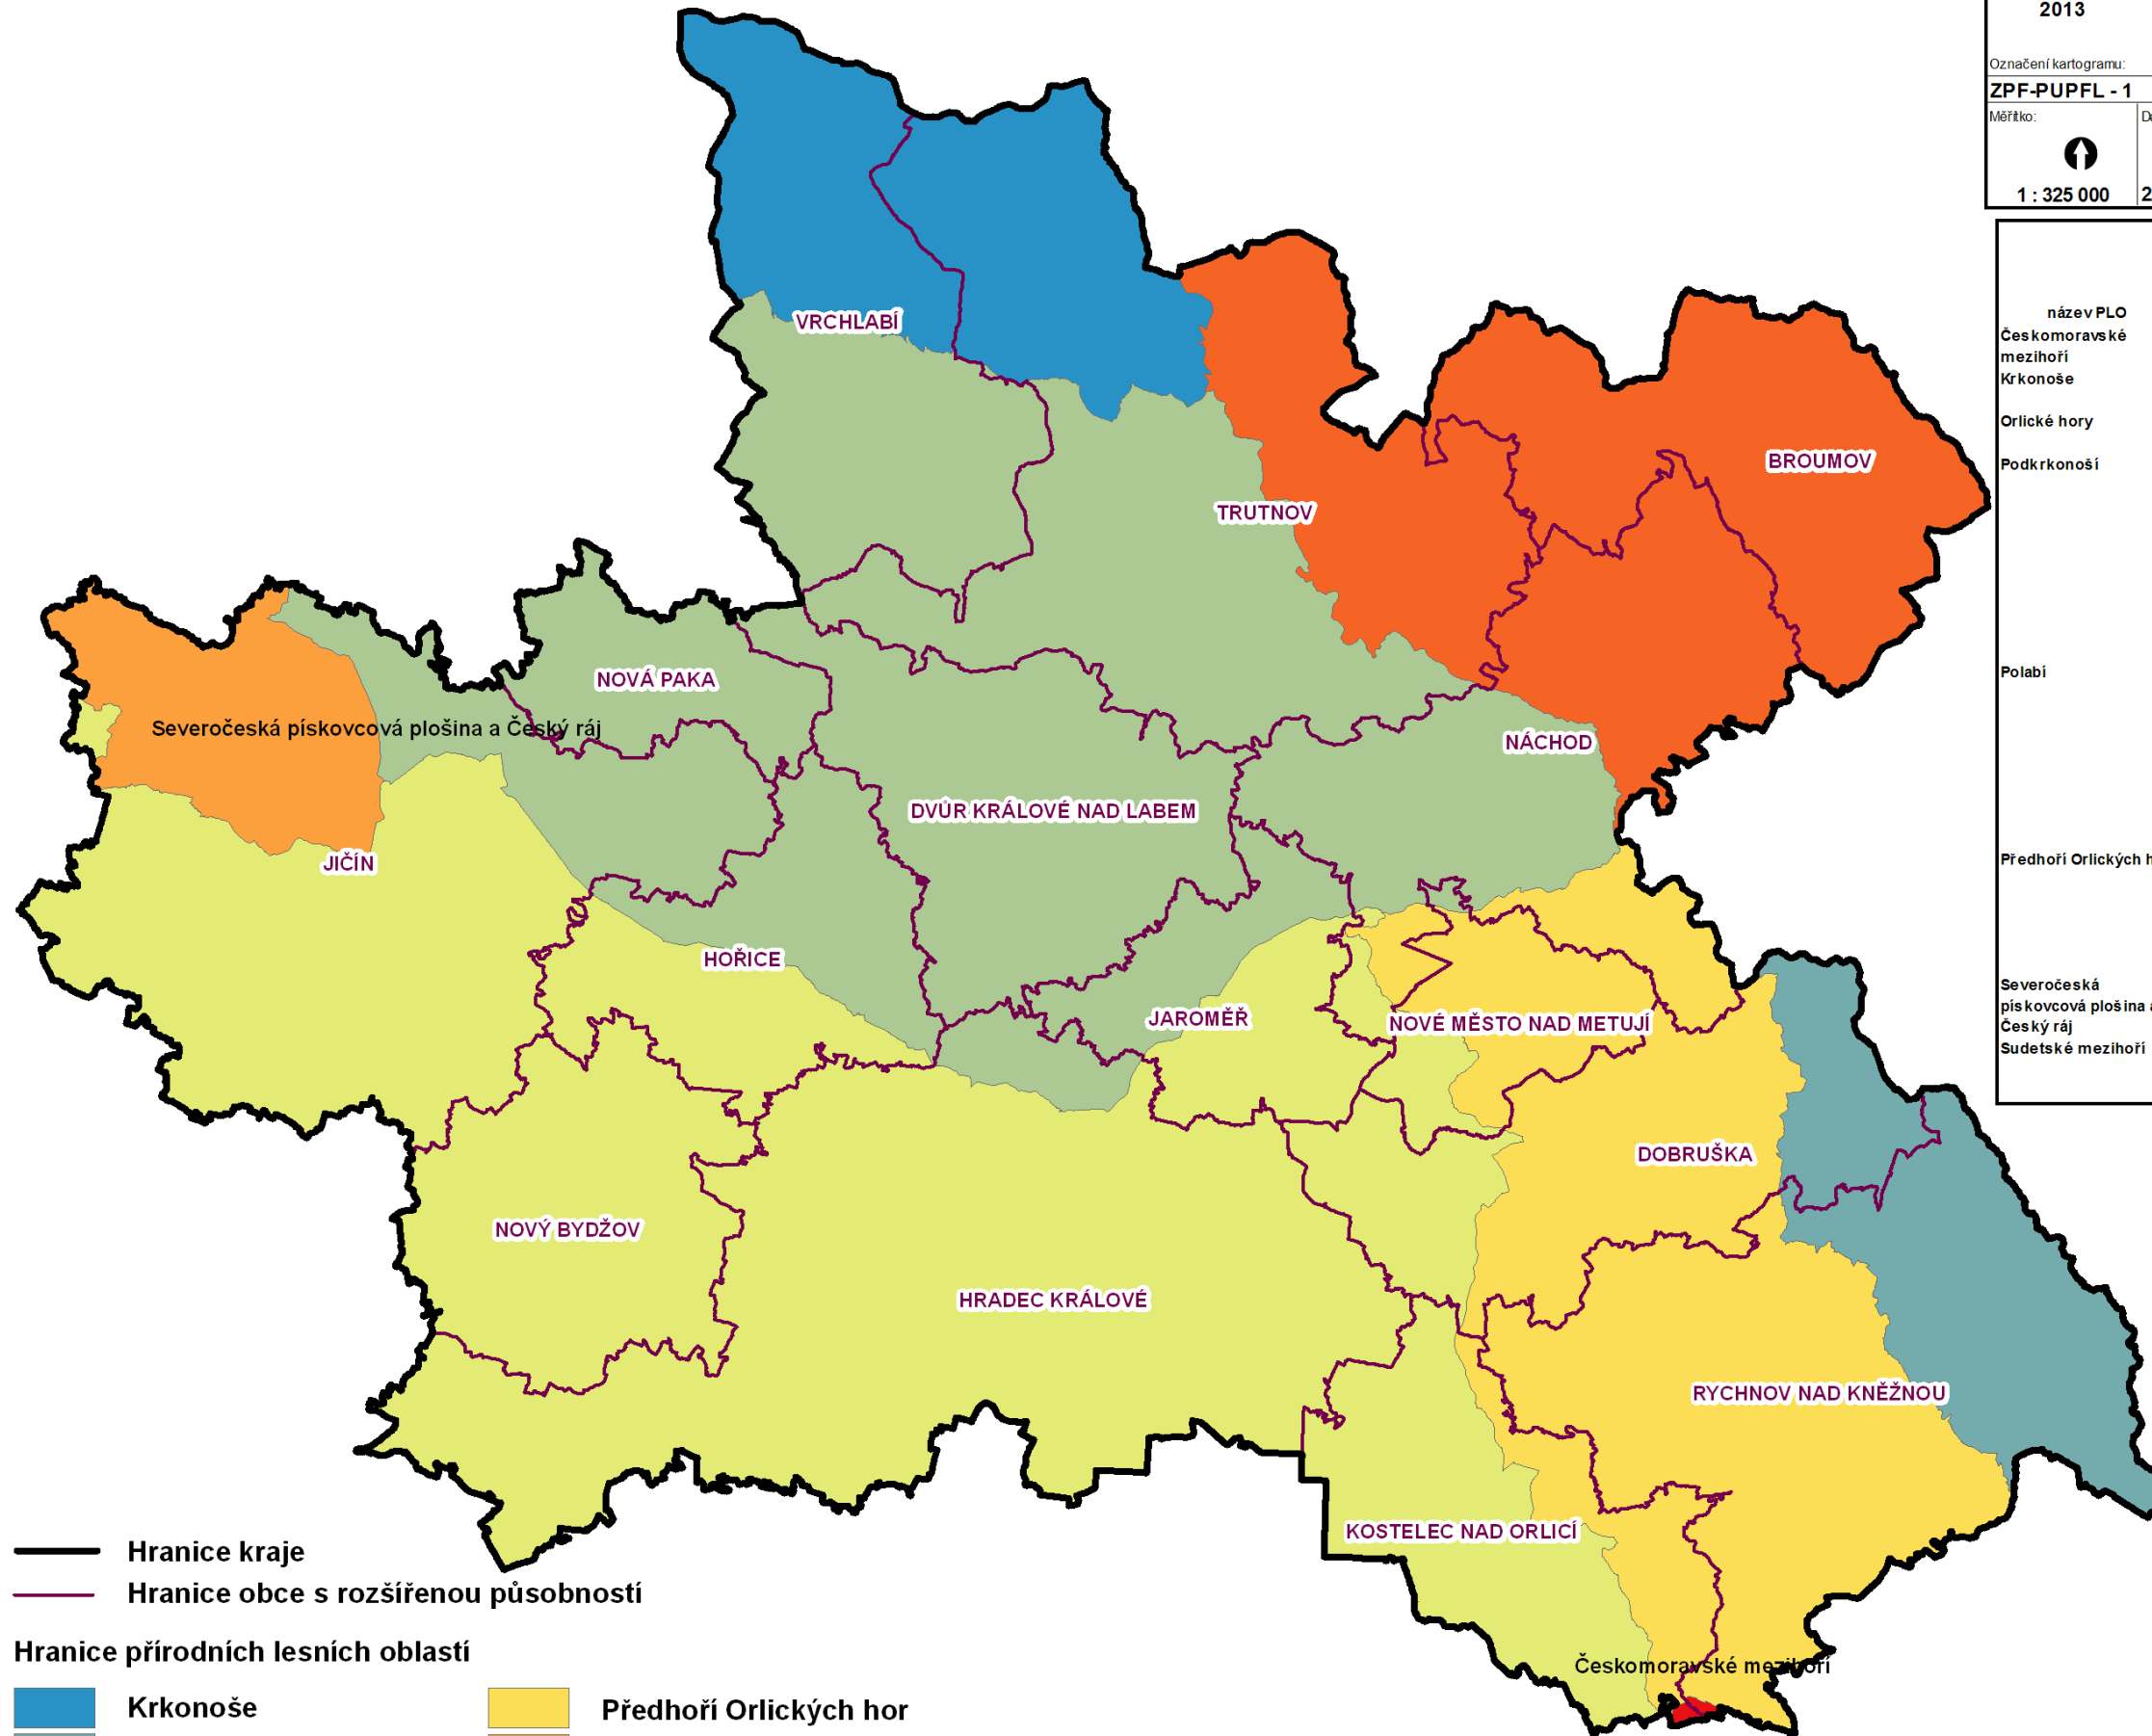 2013
Označení kartogramu:
ZPF-PUPFL - 1
Měřítko:
1 : 325 000
název PLO
Českomoravské
mezihoří
Krkonoše
Orlické hory
Podkrkonoší
Polabí
Předhoří Orlických
Severočeská
pískovcová plošina
Český ráj
Sudetské mezihoří
VRCHLABÍ
BROUMOV
TRUTNOV
NOVÁ PAKA
Severočeská pískovcová plošina a Český ráj
NÁCHOD
DVŮR KRÁLOVÉ NAD LABEM
JIČÍN
HOŘICE
JAROMĚŘ
NOVÉ MĚSTO NAD METUJÍ
DOBRUŠKA
NOVÝ BYDŽOV
HRADEC KRÁLOVÉ
RYCHNOV NAD KNĚŽNOU
KOSTELEC NAD ORLICÍ
Českomoravské mezihoří
Hranice kraje
Hranice obce s rozšířenou působností
Hranice přírodních lesních oblastí
Krkonoše
Předhoří Orlických hor